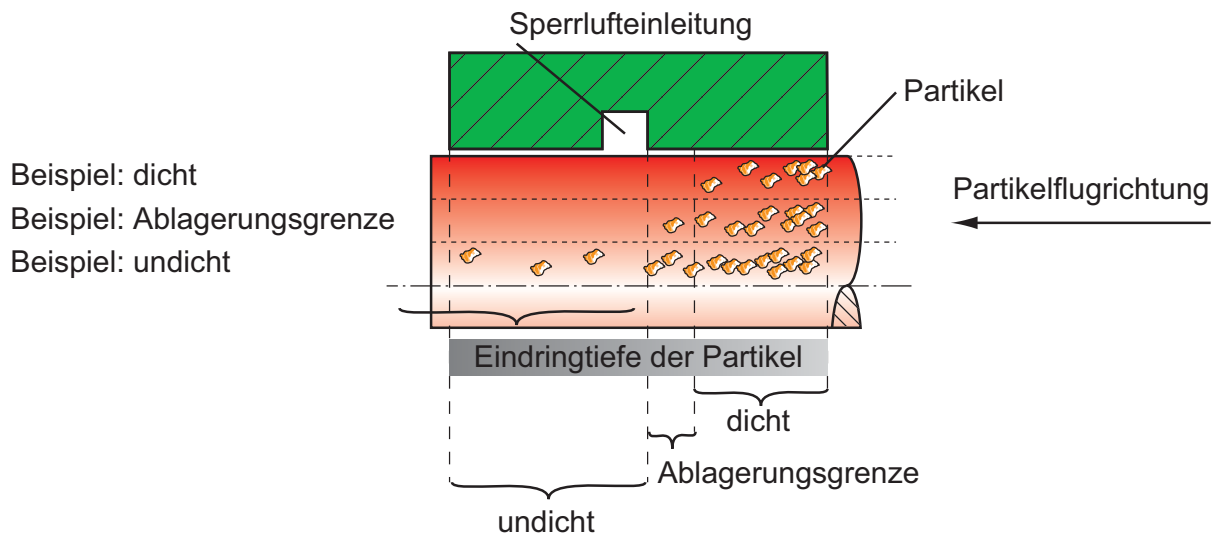 Sperrlufteinleitung
Partikel
Beispiel: dicht
Beispiel: Ablagerungsgrenze
Beispiel: undicht
Partikelflugrichtung
Eindringtiefe der Partikel
dicht
Ablagerungsgrenze
undicht